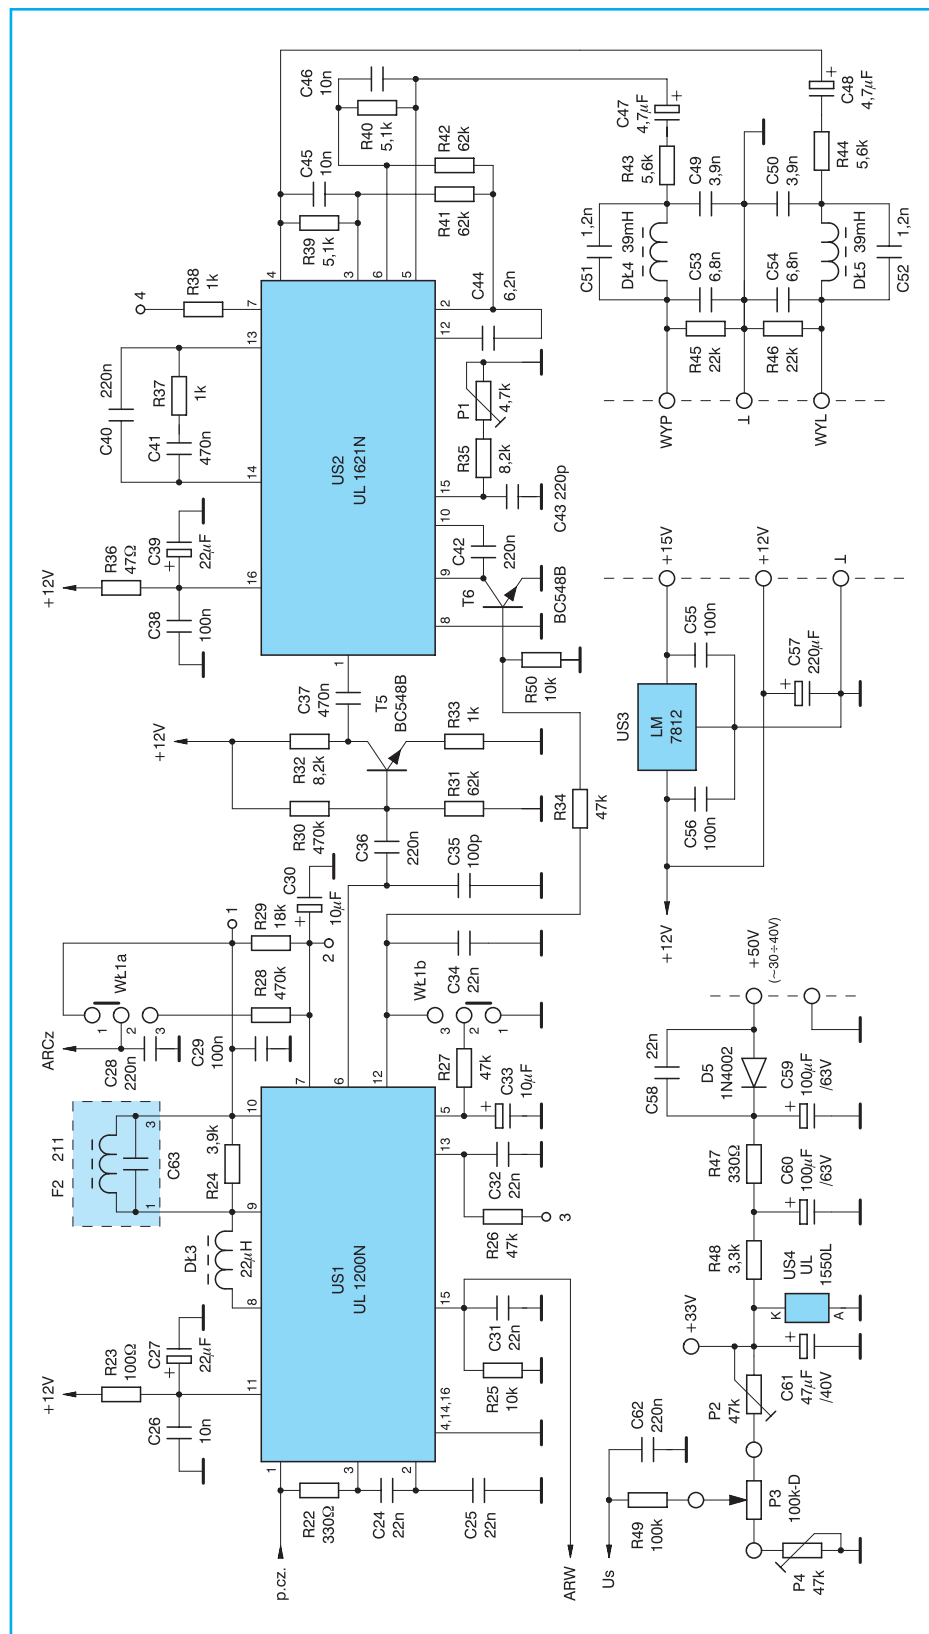 p.cz.
R22
330Ω
C24
22n
C25
22n
1
3
2
4,14,16
11
+12V
R23
100Ω
C26
10n
C27
22μF
+
US1
UL 1200N
8
9
10
DŁ3
22μH
R24
3,9k
F2
211
1
3
C63
ARCz
C28
220n
WŁ1a
1
2
3
C29
100n
R28
470k
R29
18k
1
2
C30
10μF
+
7
6
12
15
13
5
R25
10k
C31
22n
ARW
R26
47k
3
C32
22n
C33
10μF
+
R27
47k
WŁ1b
3
2
1
C34
22n
C35
100p
C36
220n
R30
470k
R31
62k
+12V
R32
8,2k
R33
1k
T5
BC548B
C37
470n
R34
47k
R50
10k
T6
BC548B
C42
220n
US2
UL 1621N
1
16
14
13
7
8
9
10
15
12
2
4
3
6
5
+12V
R36
47Ω
C38
100n
C39
22μF
+
C40
220n
C41
470n
R37
1k
4
R38
1k
C43 220p
R35
8,2k
P1
4,7k
C44
6,2n
R39
5,1k
C45
10n
R40
5,1k
C46
10n
R41
62k
R42
62k
C47
4,7μF
+
R43
5,6k
C48
4,7μF
+
R44
5,6k
C49
3,9n
C50
3,9n
C51
1,2n
DŁ4
39mH
C53
6,8n
C54
6,8n
DŁ5
39mH
C52
1,2n
R45
22k
R46
22k
WYP
WYL
+15V
+12V
US3
LM
7812
C55
100n
C56
100n
C57
220μF
+
+12V
+50V
(~30÷40V)
C58
22n
D5
1N4002
C59
100μF
/63V
+
R47
330Ω
C60
100μF
/63V
+
R48
3,3k
US4
UL
1550L
K
A
+33V
C61
47μF
/40V
+
P2
47k
P3
100k-D
P4
47k
R49
100k
C62
220n
Us